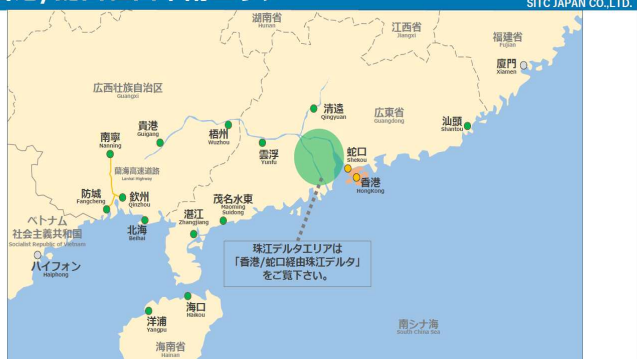 SITC JAPAN CO.,LTD.
湖南省
Hunan
江西省
Jiangxi
福建省
Fujian
廈門
Xiamen
広西壮族自治区
Guangxi
清遠
Qingyuan
広東省
Guangdong
汕頭
Shantou
貴港
Guigang
梧州
Wuzhou
南寧
Nanning
雲浮
Yunfu
蛇口
Shekou
香港
HongKong
防城
Fangcheng
欽州
Qinzhou
茂名水東
Maoming
Suidong
湛江
Zhangjiang
北海
Beihai
ベトナム
社会主義共和国
Socialist Republic of Vietnam
ハイフォン
Haiphong
珠江デルタエリアは
「香港/蛇口経由珠江デルタ」
をご覧下さい。
海口
Haikou
洋浦
Yangpu
海南省
Hainan
南シナ海
South China Sea